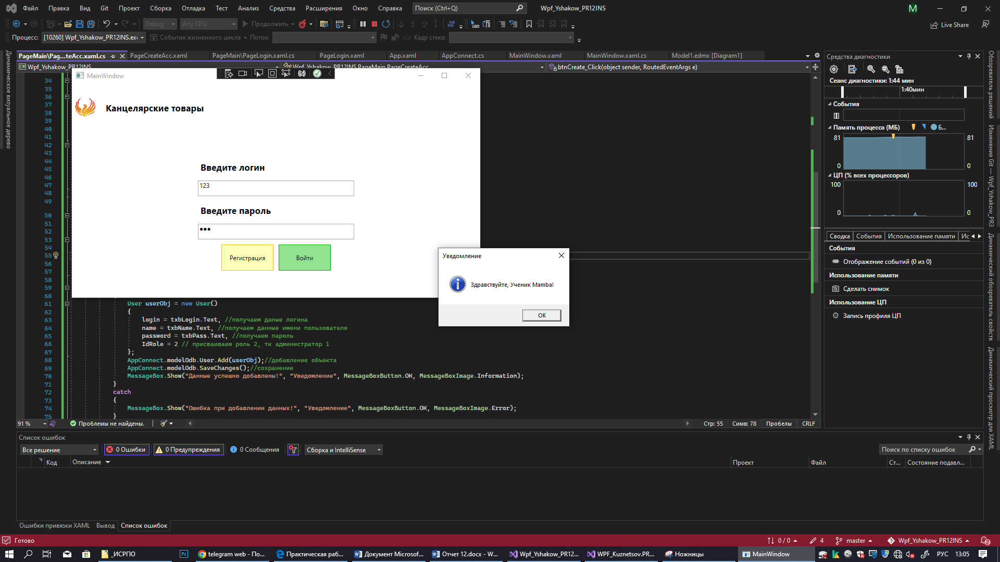 Файл Правка Вид Git Проект Сборка Отладка Тест Анализ Средства Расширения Окно Справка Поиск (Ctrl+Q) Wpf_Yshakow_PR12INS M
Debug Any CPU Продолжить Live Share
Процесс: [10260] Wpf_Yshakow_PR12INS.exe События жизненного цикла Поток: Кадр стека:
PageMain\Pag...teAcc.xaml.cs PageCreateAcc.xaml PageMain\PageLogin.xaml.cs PageLogin.xaml App.xaml AppConnect.cs MainWindow.xaml MainWindow.xaml.cs Model1.edmx [Diagram1]
Wpf_Yshakow_PR12INS Wpf_Yshakow_PR12INS.PageMain.PageCreateAcc btnCreate_Click(object sender, RoutedEventArgs e)
Динамическое визуальное дерево
34
35
36
37
38
39
40
41
42
43
44
45
46
47
48
49
50
51
52
53
54
55
56
57
58
59
60
MainWindow
Канцелярские товары
Введите логин
123
Введите пароль
Регистрация Войти
Уведомление
Здравствуйте, Ученик Mamba!
ОК
61 User userObj = new User()
62 {
63 login = txbLogin.Text, //получаем даные логина
64 name = txbName.Text, //получаем данные имени пользователя
65 password = txbPass.Text, //получаем пароль
66 IdRole = 2 // присваиваем роль 2, тк администратор 1
67 };
68 AppConnect.modelOdb.User.Add(userObj);//добавление объекта
69 AppConnect.modelOdb.SaveChanges();//сохранение
70 MessageBox.Show("Данные успешно добавлены!", "Уведомление", MessageBoxButton.OK, MessageBoxImage.Information);
71 }
72 catch
73 {
74 MessageBox.Show("Ошибка при добавлении данных!", "Уведомление", MessageBoxButton.OK, MessageBoxImage.Error);
75 }
91 % Проблемы не найдены. Стр: 55 Симв: 78 Пробелы CRLF
Средства диагностики
Сеанс диагностики: 1:44 мин
1:40мин
События
Память процесса (МБ) Б...
81 81
0 0
ЦП (% всех процессоров)
100 100
0 0
Сводка События Использование памяти Ис
События
Отображение событий (0 из 0)
Использование памяти
Сделать снимок
Использование ЦП
Запись профиля ЦП
Обозреватель решений
Изменения Git — Wpf_Yshakow_PR3
Динамический обозреватель свойств
Динамический просмотр для XAML
Список ошибок
Все решение 0 Ошибки 0 Предупреждения 0 Сообщения Сборка и IntelliSense Поиск по списку ошибок
Код Описание Проект Файл Ст... Состояние подавл...
Ошибки привязки XAML Вывод Список ошибок
Готово 0 / 0 4 master Wpf_Yshakow_PR12INS 2
_ИСРПО Ps telegram web - По... Практическая раб... Документ Microsof... Отчет 12.docx - W... Wpf_Yshakow_PR12... WPF_Kuznetsov.PR... Ножницы MainWindow РУС 13:05